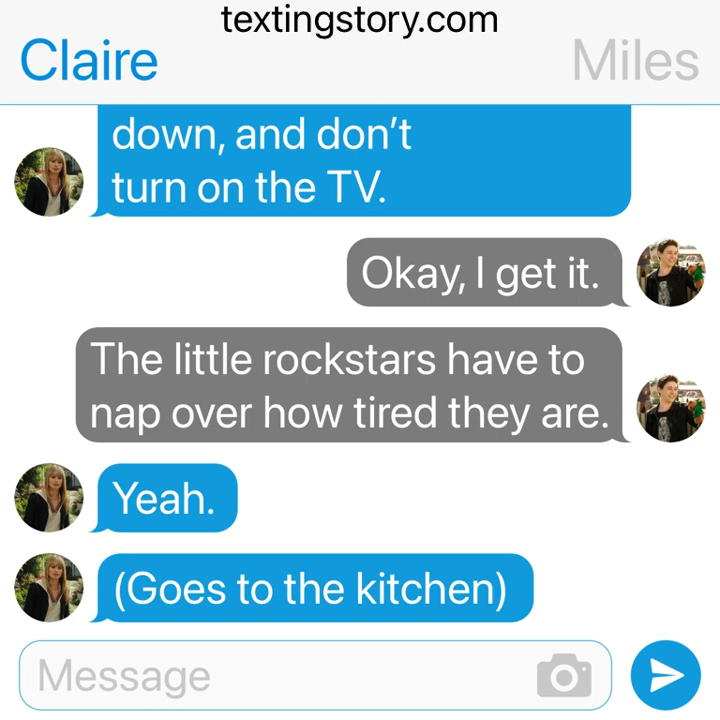 textingstory.com
Claire
Miles
down, and don’t
turn on the TV.
Okay, I get it.
The little rockstars have to
nap over how tired they are.
Yeah.
(Goes to the kitchen)
Message